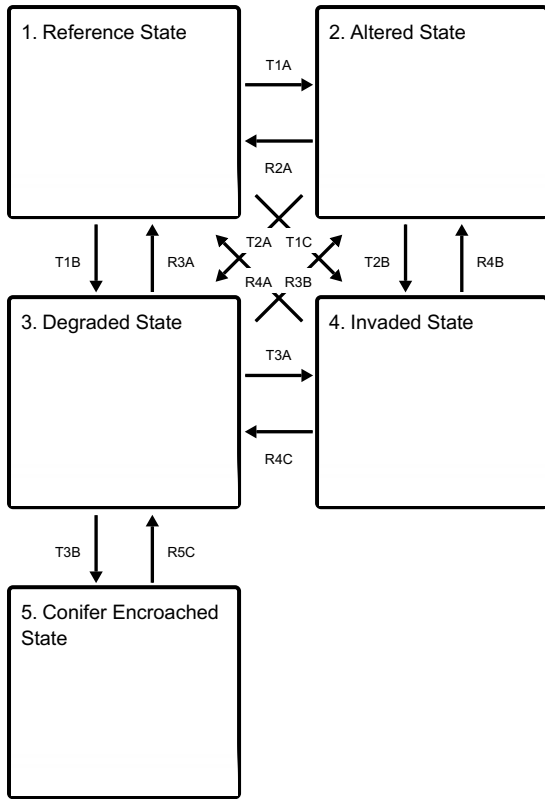 1. Reference State
2. Altered State
T1A
R2A
T1B
R3A
T2A
T1C
T2B
R4B
R4A
R3B
3. Degraded State
4. Invaded State
T3A
R4C
T3B
R5C
5. Conifer Encroached
State